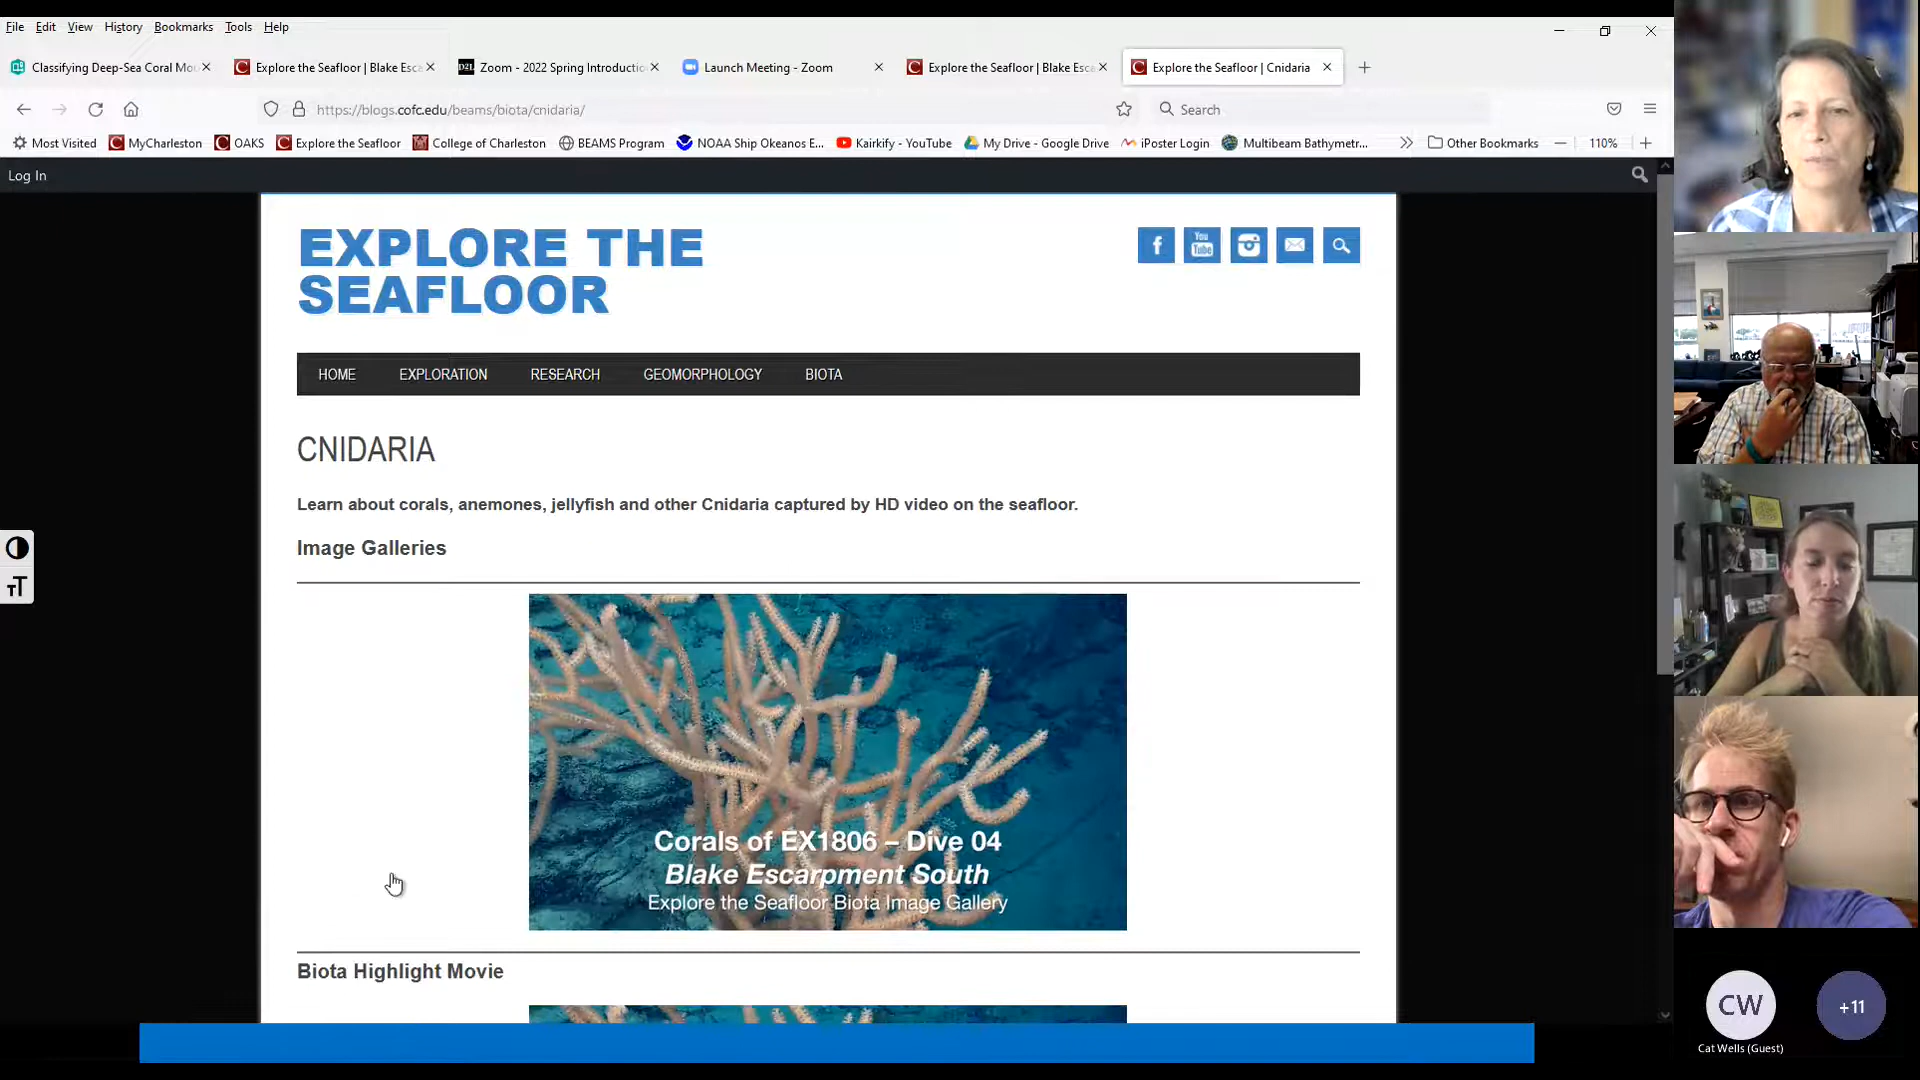 File Edit View History Bookmarks Tools Help
Classifying Deep-Sea Coral Mou
Explore the Seafloor | Blake Esca
D2L Zoom - 2022 Spring Introductio
Launch Meeting - Zoom
Explore the Seafloor | Blake Esca
Explore the Seafloor | Cnidaria
https://blogs.cofc.edu/beams/biota/cnidaria/
Search
Most Visited MyCharleston OAKS Explore the Seafloor College of Charleston BEAMS Program NOAA Ship Okeanos E... Kairkify - YouTube My Drive - Google Drive iPoster Login Multibeam Bathymetr... Other Bookmarks 110%
Log In
EXPLORE THE
SEAFLOOR
You
Tube
HOME EXPLORATION RESEARCH GEOMORPHOLOGY BIOTA
CNIDARIA
Learn about corals, anemones, jellyfish and other Cnidaria captured by HD video on the seafloor.
Image Galleries
Corals of EX1806 – Dive 04
Blake Escarpment South
Explore the Seafloor Biota Image Gallery
Biota Highlight Movie
CW
+11
Cat Wells (Guest)